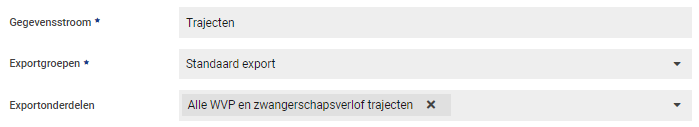 Gegevensstroom * Trajecten
Exportgroepen * Standaard export
Exportonderdelen Alle WVP en zwangerschapsverlof trajecten ×